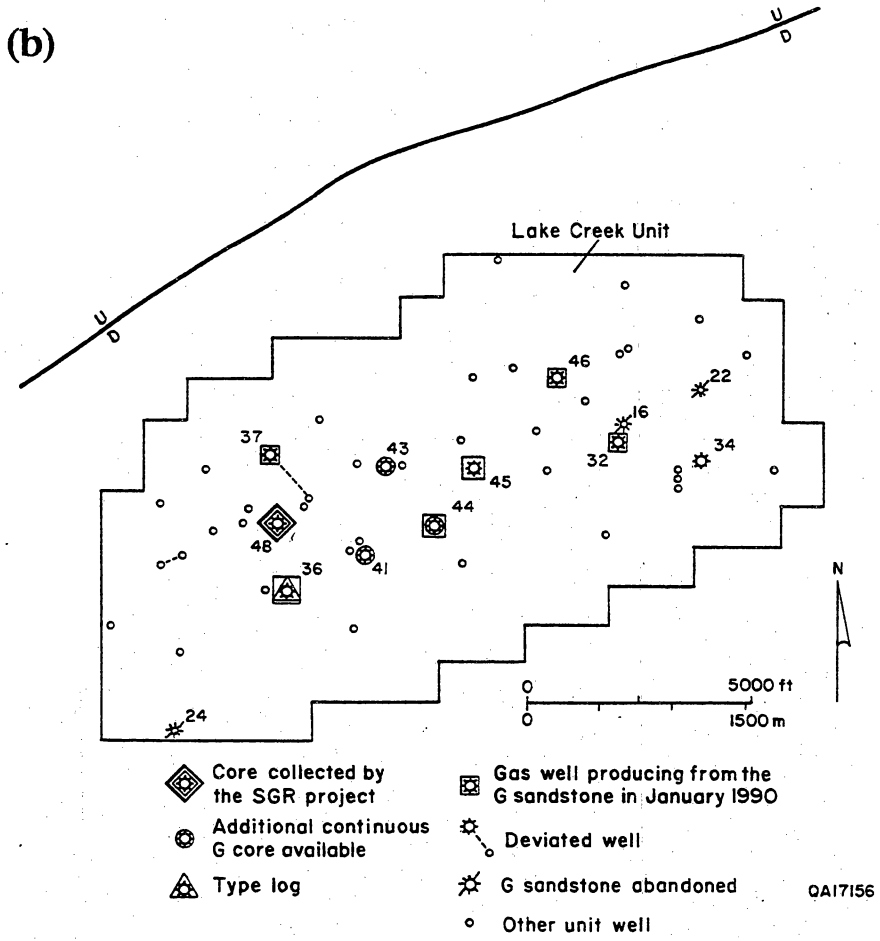 (b)
U
D
Lake Creek Unit
U
D
46
22
16
37
43
32
34
45
44
48
36
41
N
24
0
5000 ft
0
1500 m
Core collected by
the SGR project
Additional continuous
G core available
Type log
Gas well producing from the
G sandstone in January 1990
Deviated well
G sandstone abandoned
Other unit well
QA17156